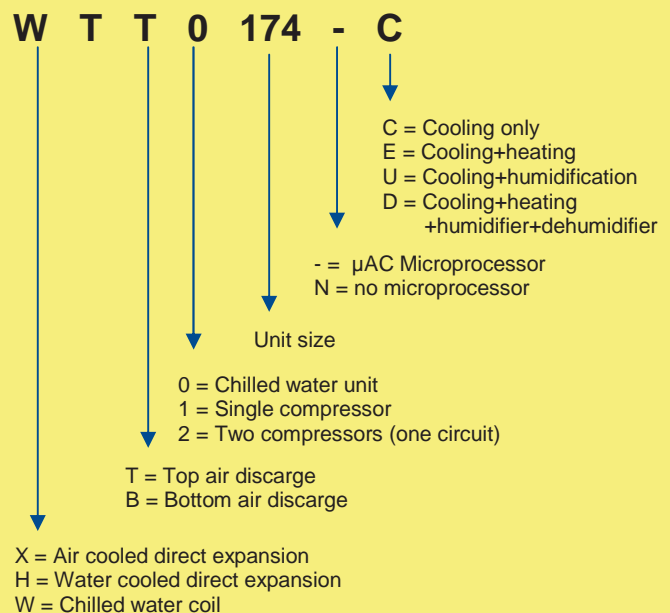 W T T 0 174 - C
C = Cooling only
E = Cooling+heating
U = Cooling+humidification
D = Cooling+heating
+humidifier+dehumidifier
- = µAC Microprocessor
N = no microprocessor
Unit size
0 = Chilled water unit
1 = Single compressor
2 = Two compressors (one circuit)
T = Top air discarge
B = Bottom air discarge
X = Air cooled direct expansion
H = Water cooled direct expansion
W = Chilled water coil